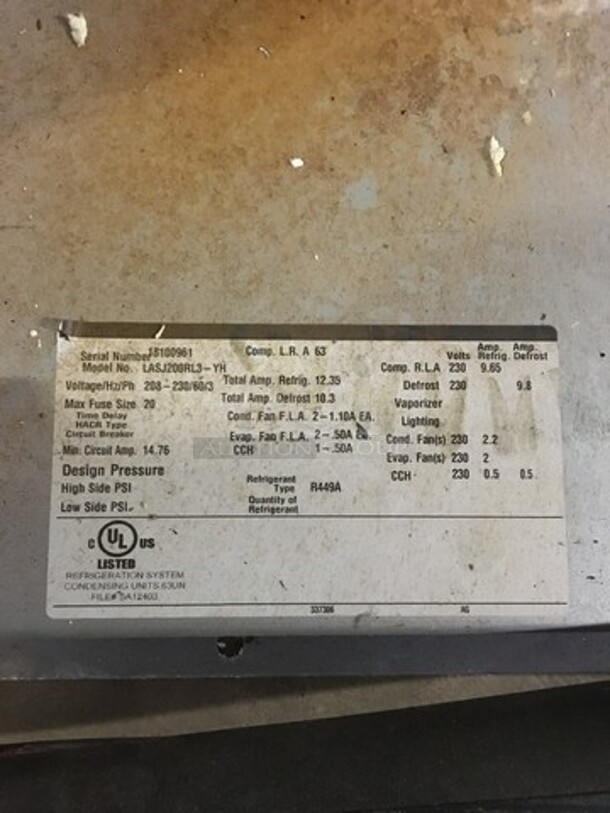 Serial Number 18100961
Model No. LASJ200RL3-YH
Voltage/Hz/Ph 208-230/60/3
Max Fuse Size 20
Time Delay
HACR Type
Circuit Breaker
Min. Circuit Amp. 14.76
Design Pressure
High Side PSI
Low Side PSI
Comp. L.R. A 63
Total Amp. Refrig. 12.35
Total Amp. Defrost 10.3
Cond. Fan F.L.A. 2-1.10A EA.
Evap. Fan F.L.A. 2-.50A EA.
CCH 1-.50A
Refrigerant
Type R449A
Quantity of
Refrigerant
Volts Amp. Refrig. Amp. Defrost
Comp. R.L.A 230 9.65
Defrost 230 9.8
Vaporizer
Lighting
Cond. Fan(s) 230 2.2
Evap. Fan(s) 230 2
CCH 230 0.5 0.5
C UL US
LISTED
REFRIGERATION SYSTEM
CONDENSING UNITS 63UN
FILE# SA12403
337306 AG